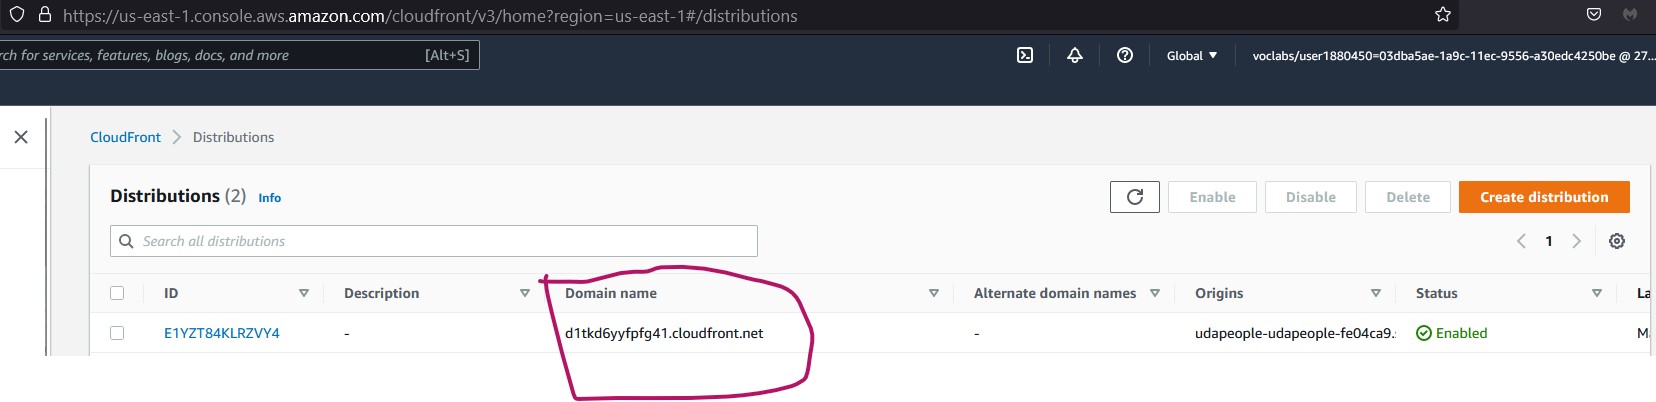 https://us-east-1.console.aws.amazon.com/cloudfront/v3/home?region=us-east-1#/distributions
rch for services, features, blogs, docs, and more [Alt+S] Global voclabs/user1880450=03dba5ae-1a9c-11ec-9556-a30edc4250be @ 27...
CloudFront Distributions
Distributions (2) Info Enable Disable Delete Create distribution
Search all distributions 1
ID Description Domain name Alternate domain names Origins Status La
E1YZT84KLRZVY4 - d1tkd6yyfpfg41.cloudfront.net - udapeople-udapeople-fe04ca9. Enabled